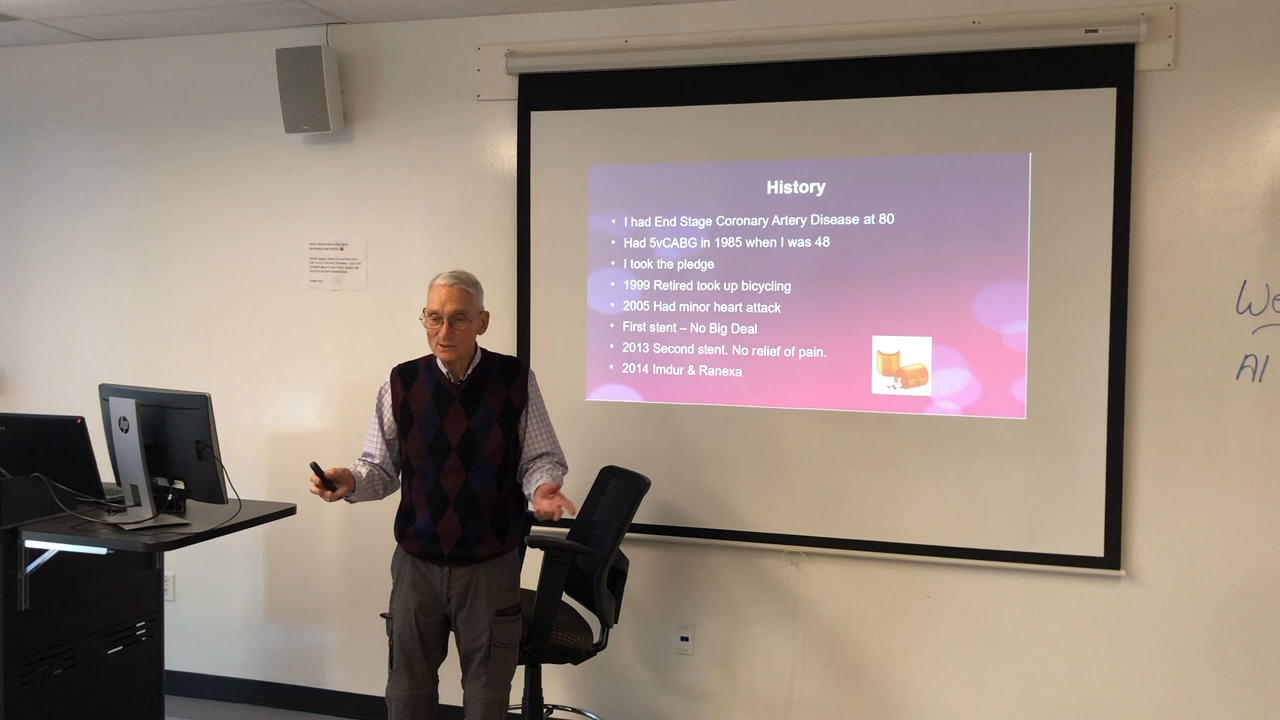 History
• I had End Stage Coronary Artery Disease at 80
• Had 5vCABG in 1985 when I was 48
• I took the pledge
• 1999 Retired took up bicycling
• 2005 Had minor heart attack
• First stent – No Big Deal
• 2013 Second stent. No relief of pain.
• 2014 Imdur & Ranexa
hp
We
AI